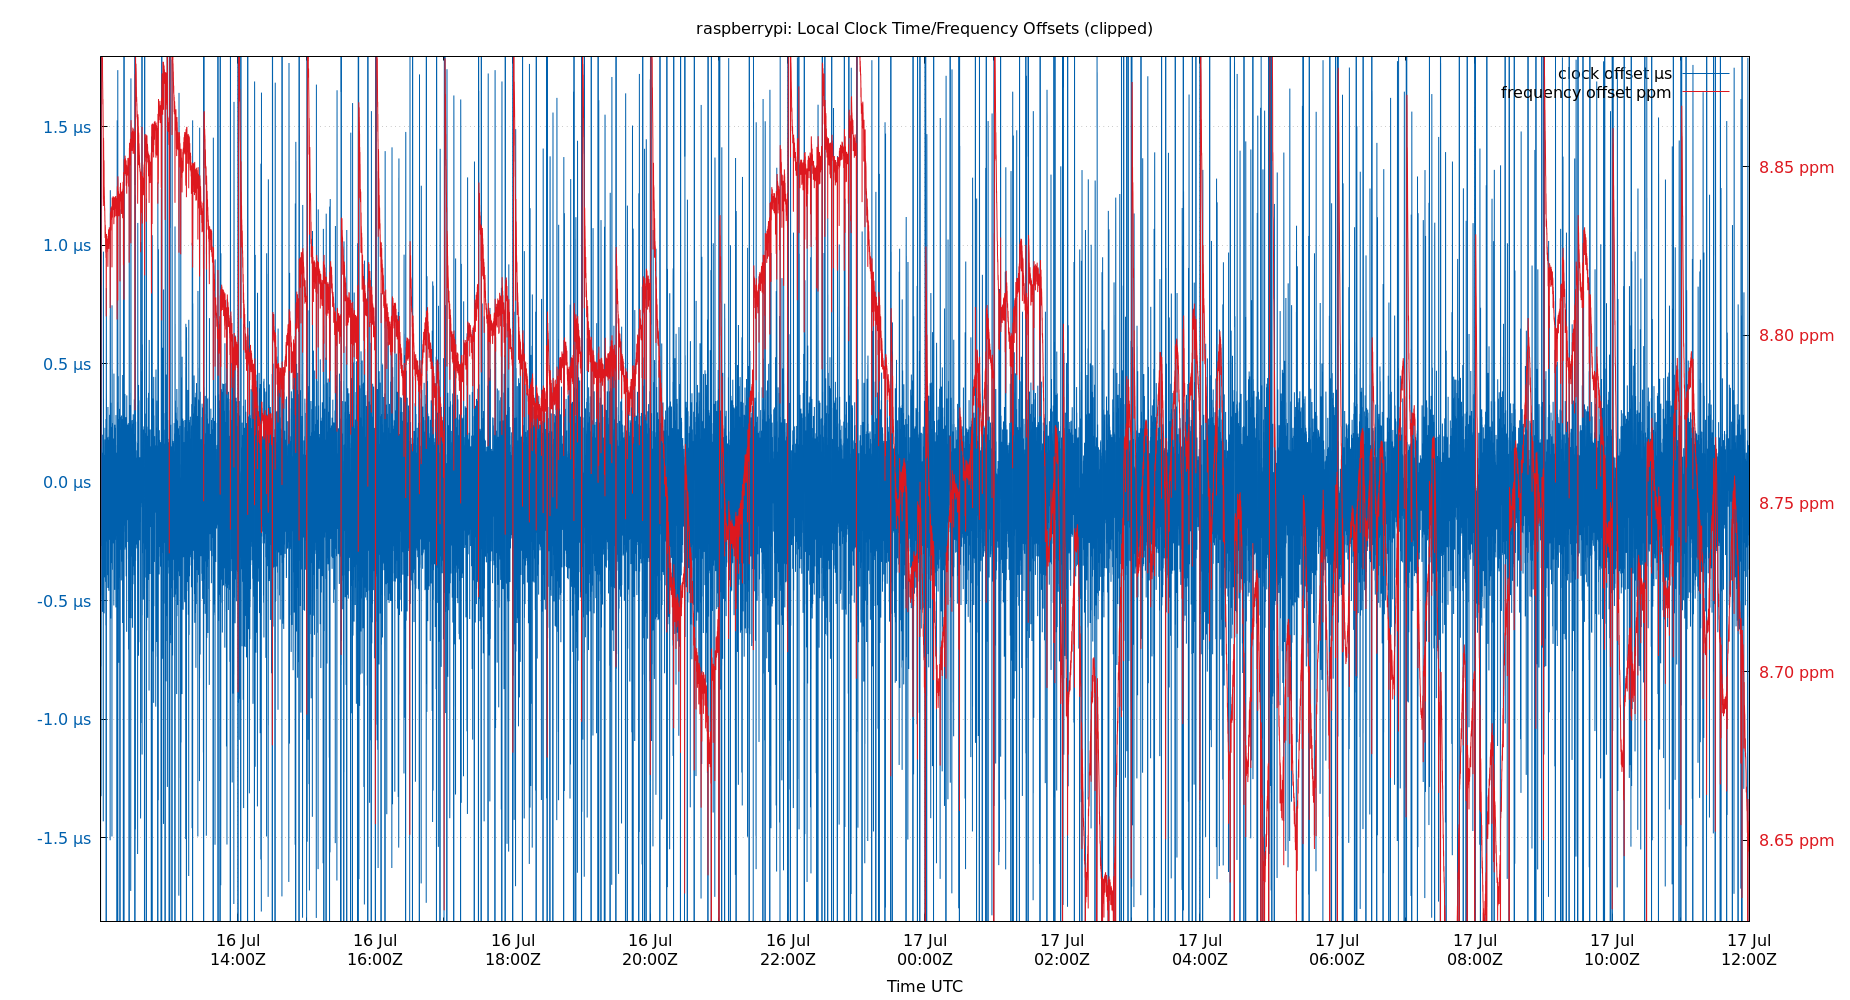 raspberrypi: Local Clock Time/Frequency Offsets (clipped)
clock offset µs
frequency offset ppm
1.5 µs
1.0 µs
0.5 µs
0.0 µs
-0.5 µs
-1.0 µs
-1.5 µs
8.85 ppm
8.80 ppm
8.75 ppm
8.70 ppm
8.65 ppm
16 Jul 16 Jul 16 Jul 16 Jul 16 Jul 17 Jul 17 Jul 17 Jul 17 Jul 17 Jul 17 Jul 17 Jul
14:00Z 16:00Z 18:00Z 20:00Z 22:00Z 00:00Z 02:00Z 04:00Z 06:00Z 08:00Z 10:00Z 12:00Z
Time UTC